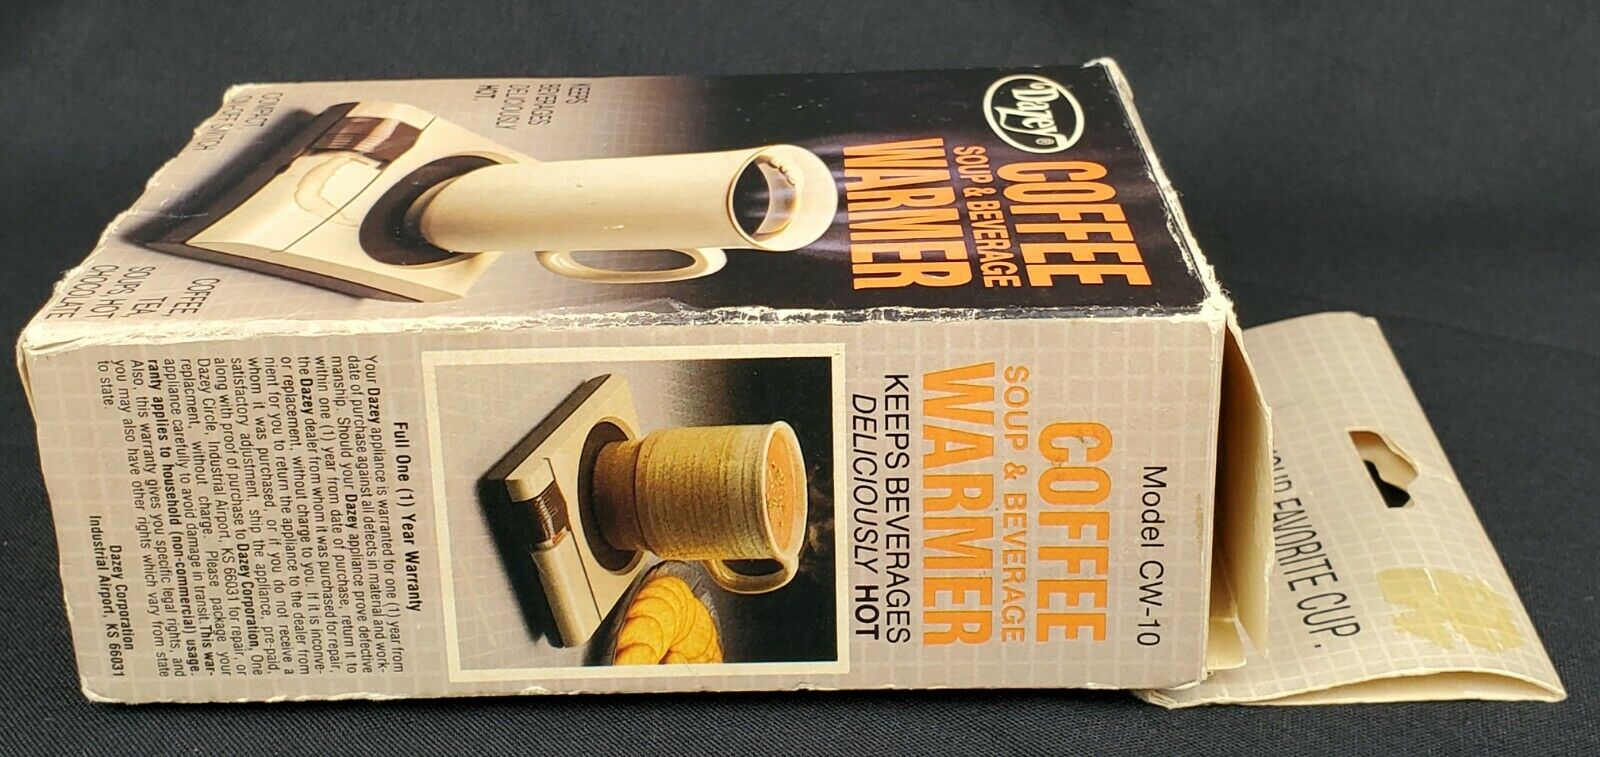 Dazey®
COFFEE
SOUP & BEVERAGE
WARMER
KEEPS
BEVERAGES
DELICIOUSLY
HOT.
COMPACT,
ON-OFF SWITCH
COFFEE
TEA
SOUPS HOT
CHOCOLATE
Model CW-10
COFFEE
SOUP & BEVERAGE
WARMER
KEEPS BEVERAGES
DELICIOUSLY HOT
Full One (1) Year Warranty
Your Dazey appliance is warranted for one (1) year from
date of purchase against all defects in material and work-
manship. Should your Dazey appliance prove defective
within one (1) year from date of purchase, return it to
the Dazey dealer from whom it was purchased for repair,
or replacement, without charge to you. If it is inconve-
nient for you to return the appliance to the dealer from
whom it was purchased, or if you do not receive a
satisfactory adjustment, ship the appliance, pre-paid,
along with proof of purchase to Dazey Corporation, One
Dazey Circle, Industrial Airport, KS 66031 for repair, or
replacment, without charge. Please package your
appliance carefully to avoid damage in transit. This war-
ranty applies to household (non-commercial) usage.
Also, this warranty gives you specific legal rights, and
you may also have other rights which vary from state
to state.
Dazey Corporation
Industrial Airport, KS 66031
FAVORITE CUP.